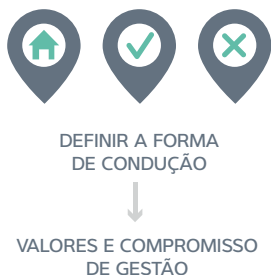 DEFINIR A FORMA
DE CONDUÇÃO
VALORES E COMPROMISSO
DE GESTÃO